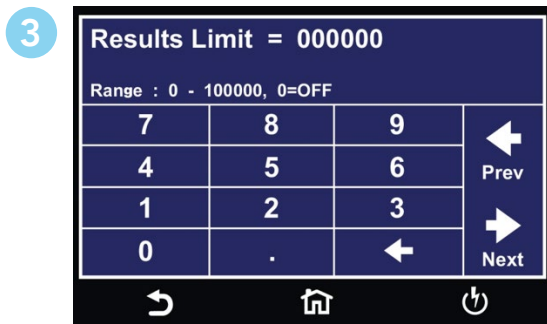 3
Results Limit = 000000
Range : 0 - 100000, 0=OFF
7 8 9
4 5 6
Prev
1 2 3
0 .
Next